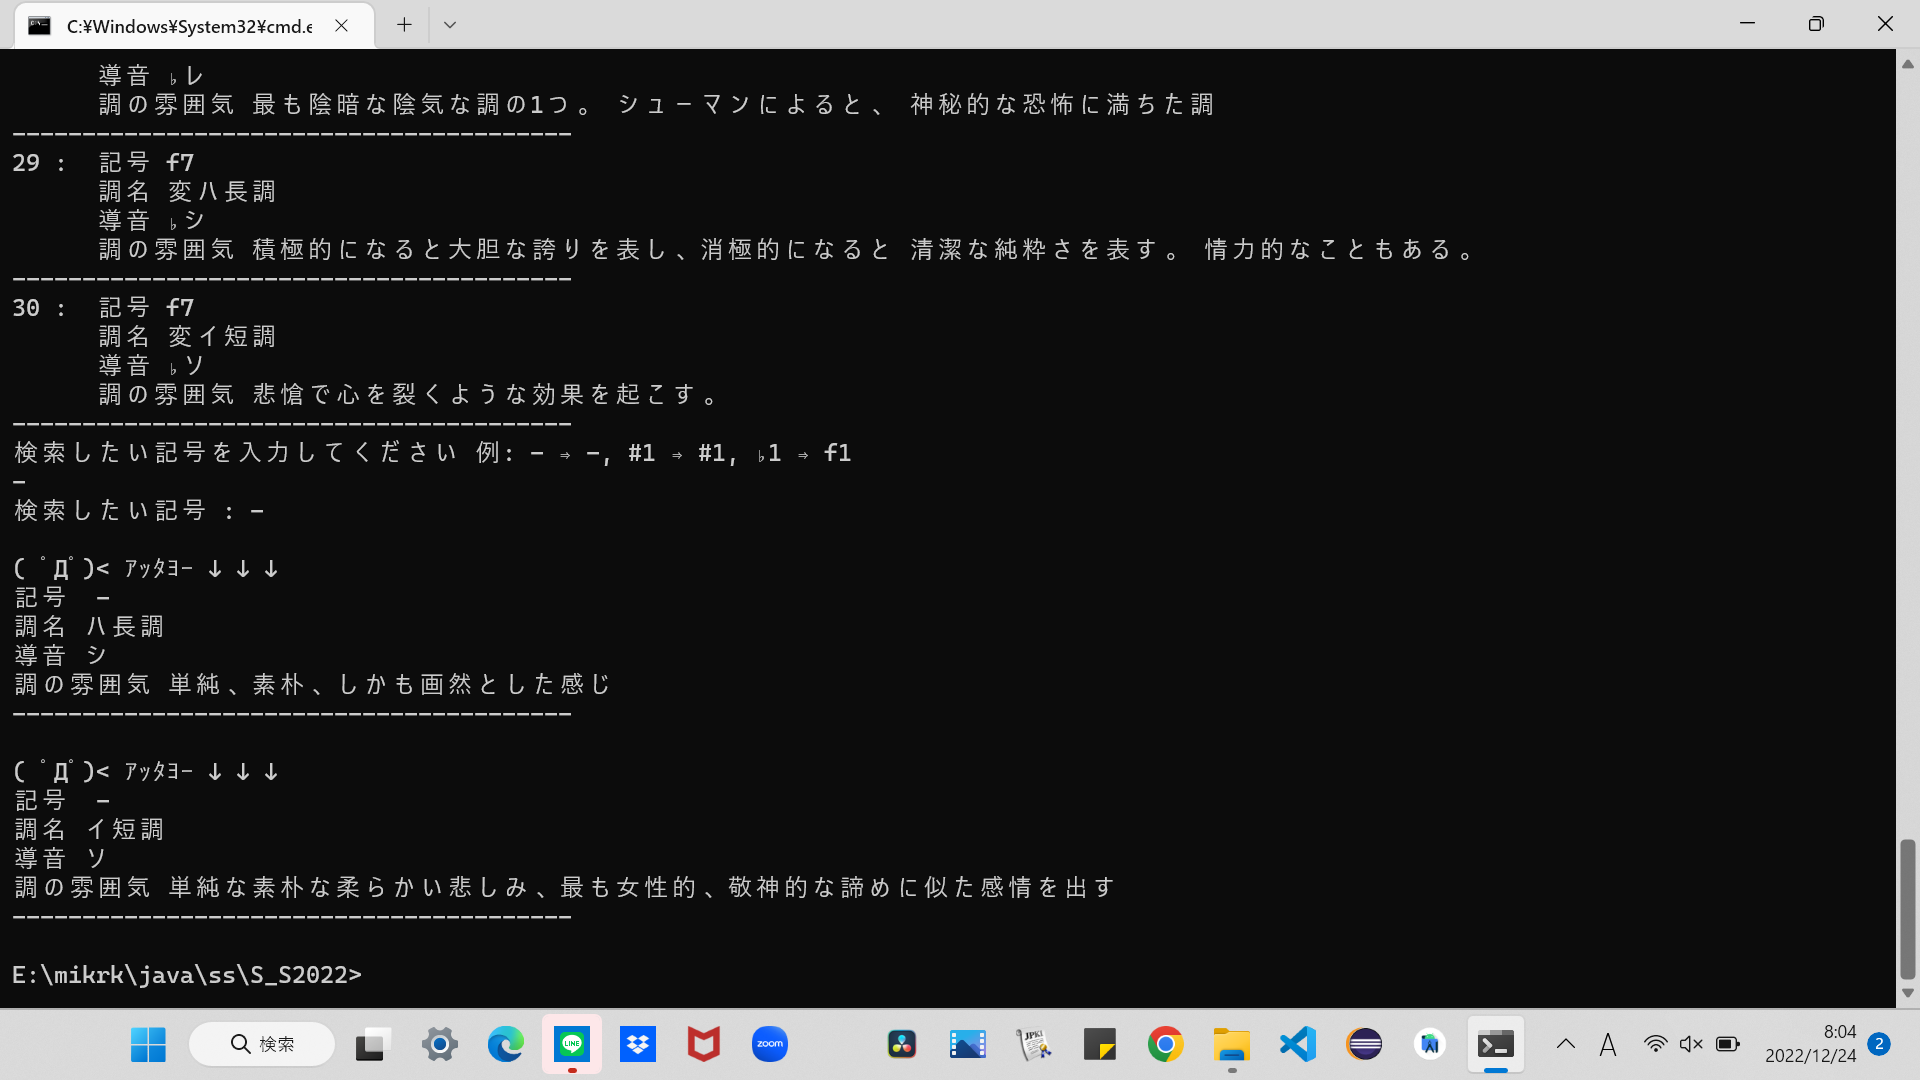 C:¥Windows¥System32¥cmd.e
導音 ♭レ
調の雰囲気 最も陰暗な陰気な調の1つ。 シューマンによると、 神秘的な恐怖に満ちた調
----------------------------------------
29 : 記号 f7
調名 変ハ長調
導音 ♭シ
調の雰囲気 積極的になると大胆な誇りを表し、消極的になると 清潔な純粋さを表す。 情力的なこともある。
----------------------------------------
30 : 記号 f7
調名 変イ短調
導音 ♭ソ
調の雰囲気 悲愴で心を裂くような効果を起こす。
----------------------------------------
検索したい記号を入力してください 例: - ⇒ -, #1 ⇒ #1, ♭1 ⇒ f1
-
検索したい記号 : -
( ﾟДﾟ)< ｱｯﾀﾖｰ ↓ ↓ ↓
記号 -
調名 ハ長調
導音 シ
調の雰囲気 単純、素朴、しかも画然とした感じ
----------------------------------------
( ﾟДﾟ)< ｱｯﾀﾖｰ ↓ ↓ ↓
記号 -
調名 イ短調
導音 ソ
調の雰囲気 単純な素朴な柔らかい悲しみ、最も女性的、敬神的な諦めに似た感情を出す
----------------------------------------
E:\mikrk\java\ss\S_S2022>
検索
LINE
zoom
JPKI
A
8:04
2022/12/24
2